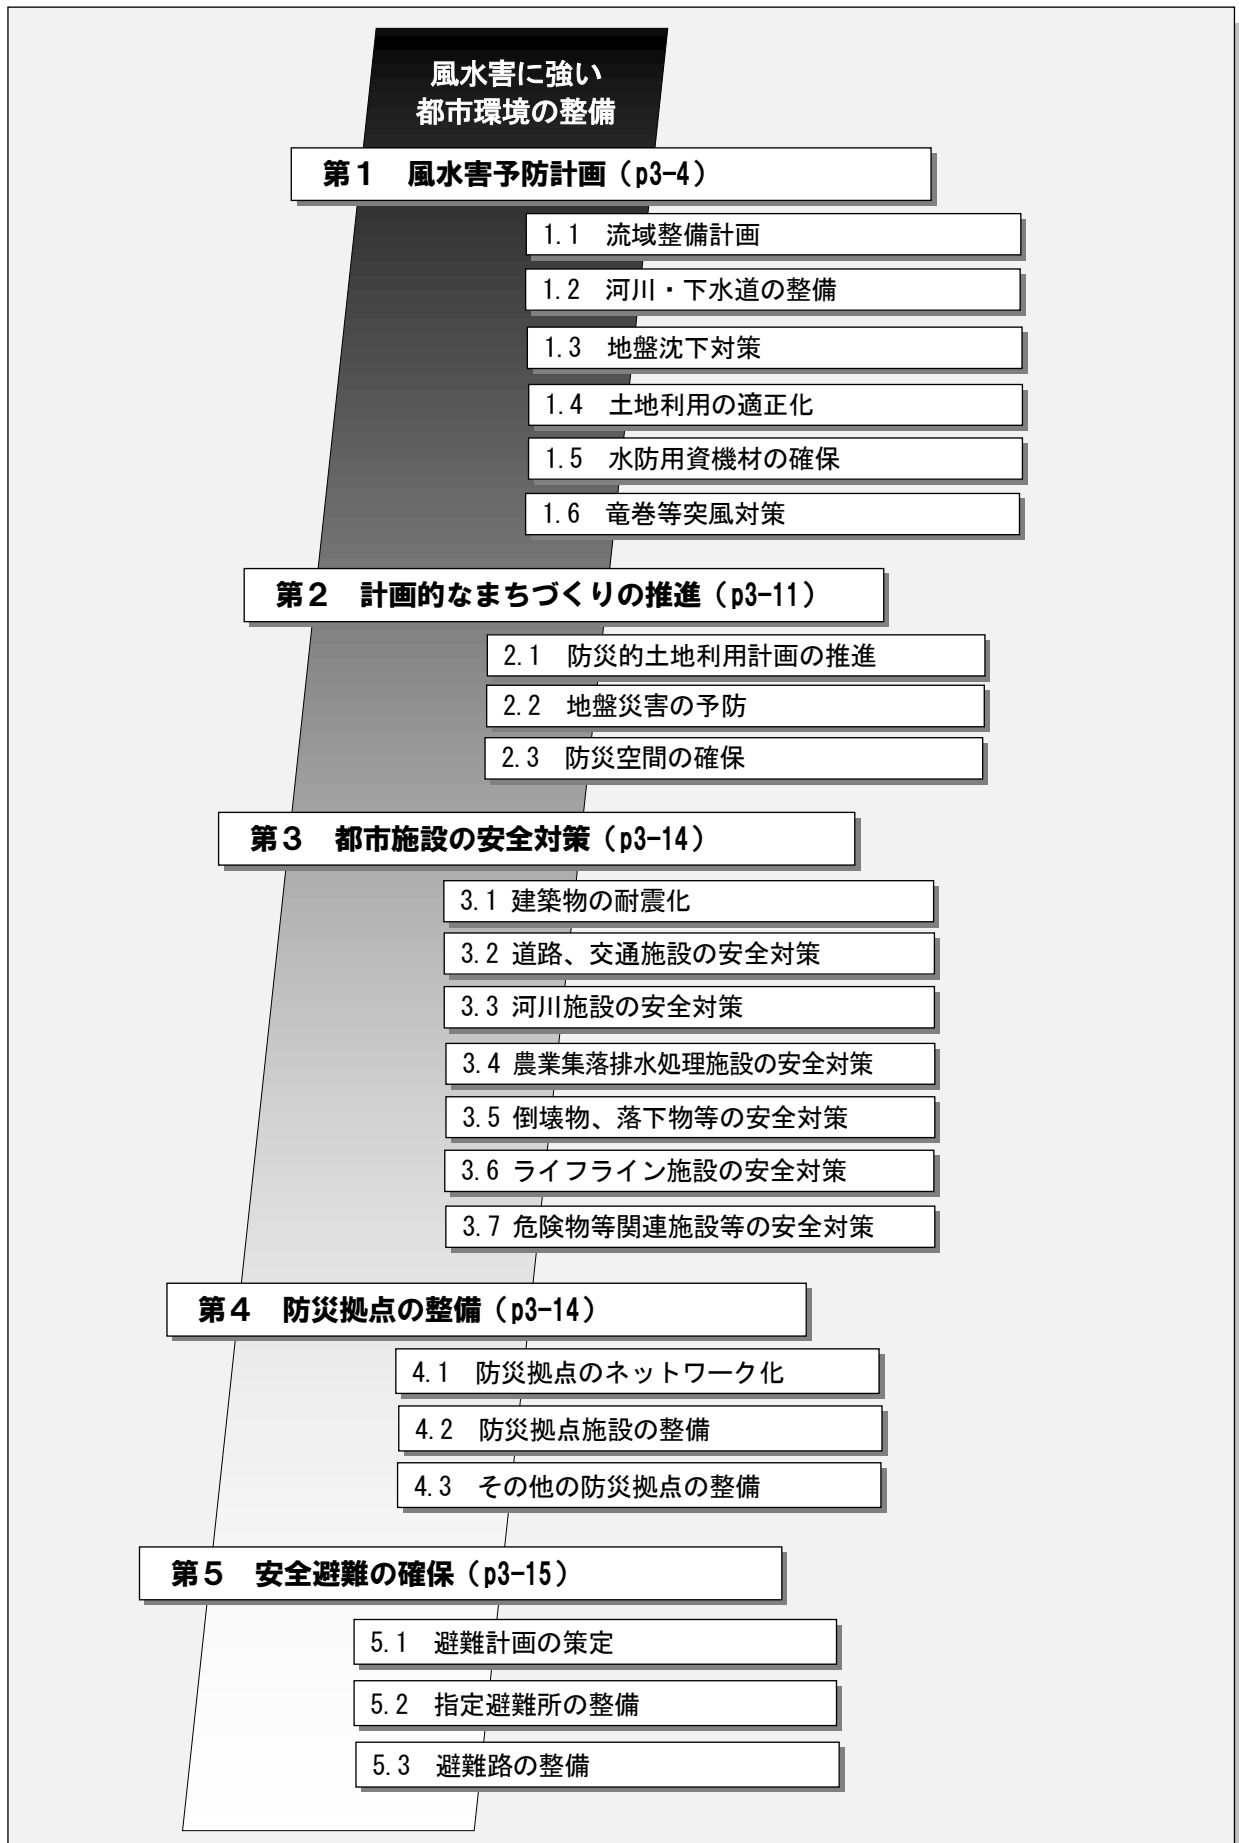 風水害に強い
都市環境の整備
第１　風水害予防計画（p3-4）
1.1　流域整備計画
1.2　河川・下水道の整備
1.3　地盤沈下対策
1.4　土地利用の適正化
1.5　水防用資機材の確保
1.6　竜巻等突風対策
第２　計画的なまちづくりの推進（p3-11）
2.1　防災的土地利用計画の推進
2.2　地盤災害の予防
2.3　防災空間の確保
第３　都市施設の安全対策（p3-14）
3.1 建築物の耐震化
3.2 道路、交通施設の安全対策
3.3 河川施設の安全対策
3.4 農業集落排水処理施設の安全対策
3.5 倒壊物、落下物等の安全対策
3.6 ライフライン施設の安全対策
3.7 危険物等関連施設等の安全対策
第４　防災拠点の整備（p3-14）
4.1　防災拠点のネットワーク化
4.2　防災拠点施設の整備
4.3　その他の防災拠点の整備
第５　安全避難の確保（p3-15）
5.1　避難計画の策定
5.2　指定避難所の整備
5.3　避難路の整備